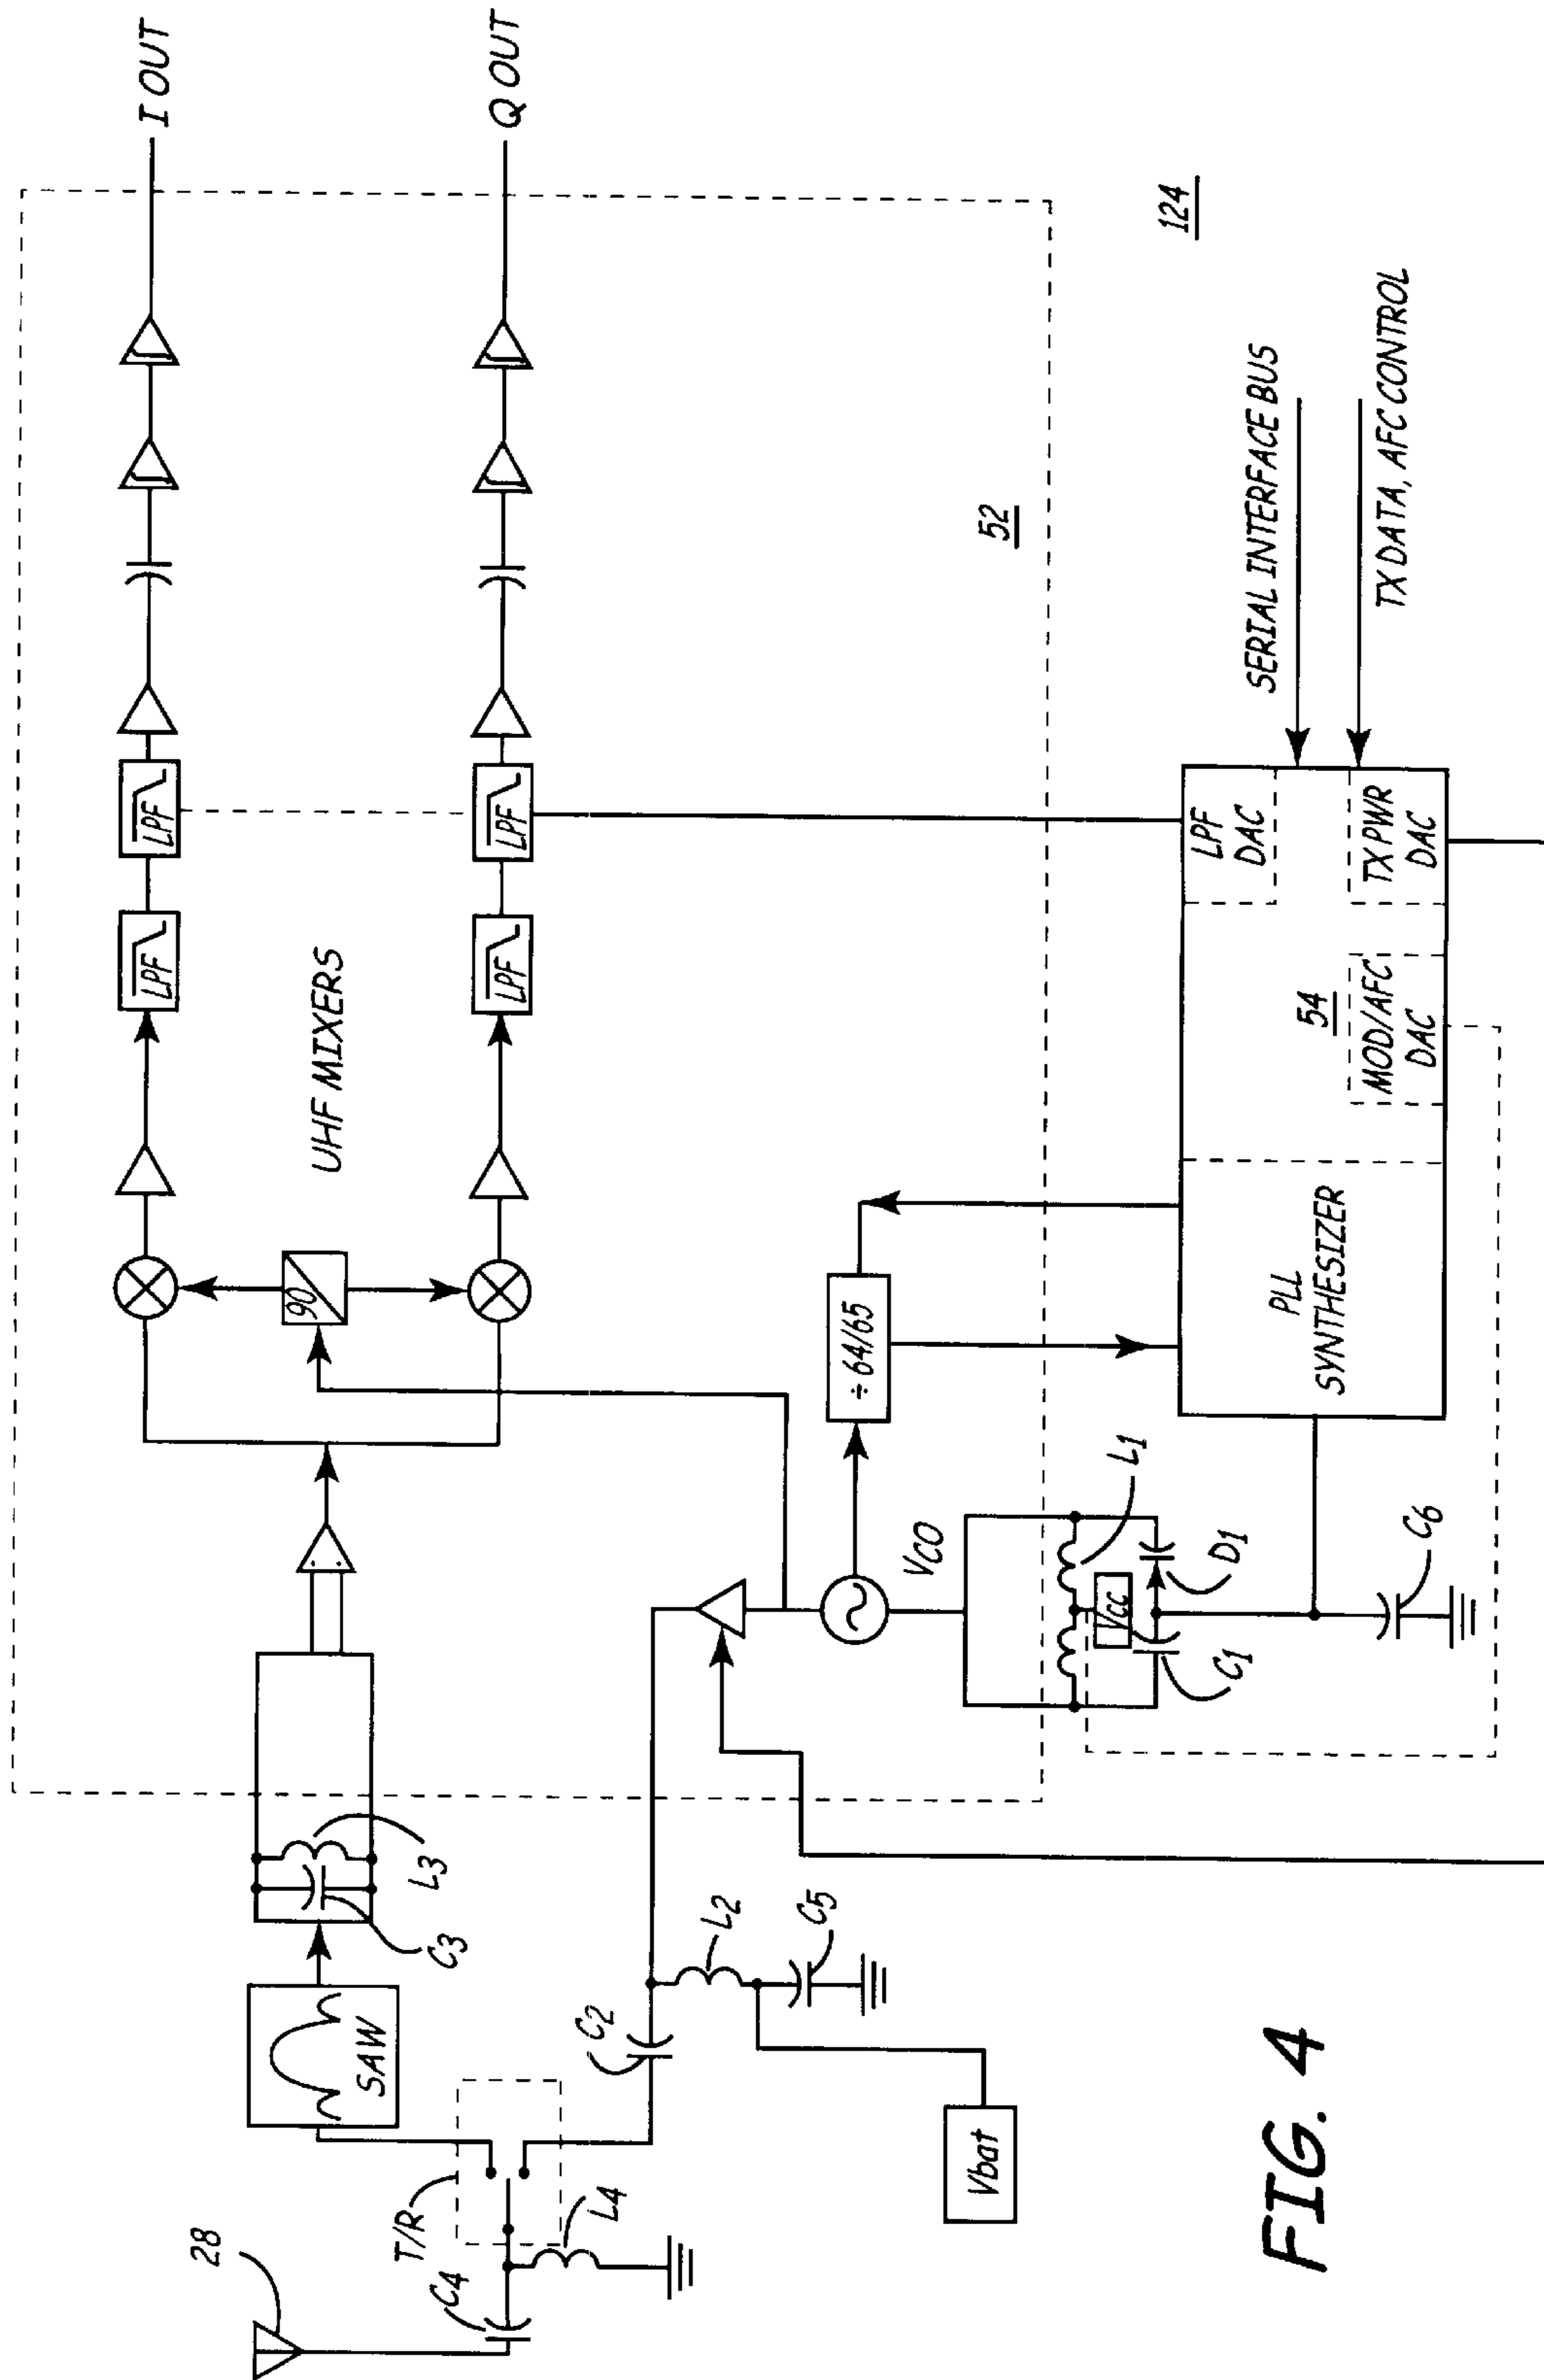 28
C4
T/R
L4
SAW
C3
L3
C2
L2
C5
Vbat
90
UHF MIXERS
LPF
LPF
LPF
LPF
I OUT
Q OUT
52
VCO
÷ 64/65
L1
VCC
C1
D1
C6
PLL
SYNTHESIZER
54
MOD/AFC
DAC
LPF
DAC
TX PWR
DAC
SERIAL INTERFACE BUS
TX DATA, AFC CONTROL
124
FIG. 4